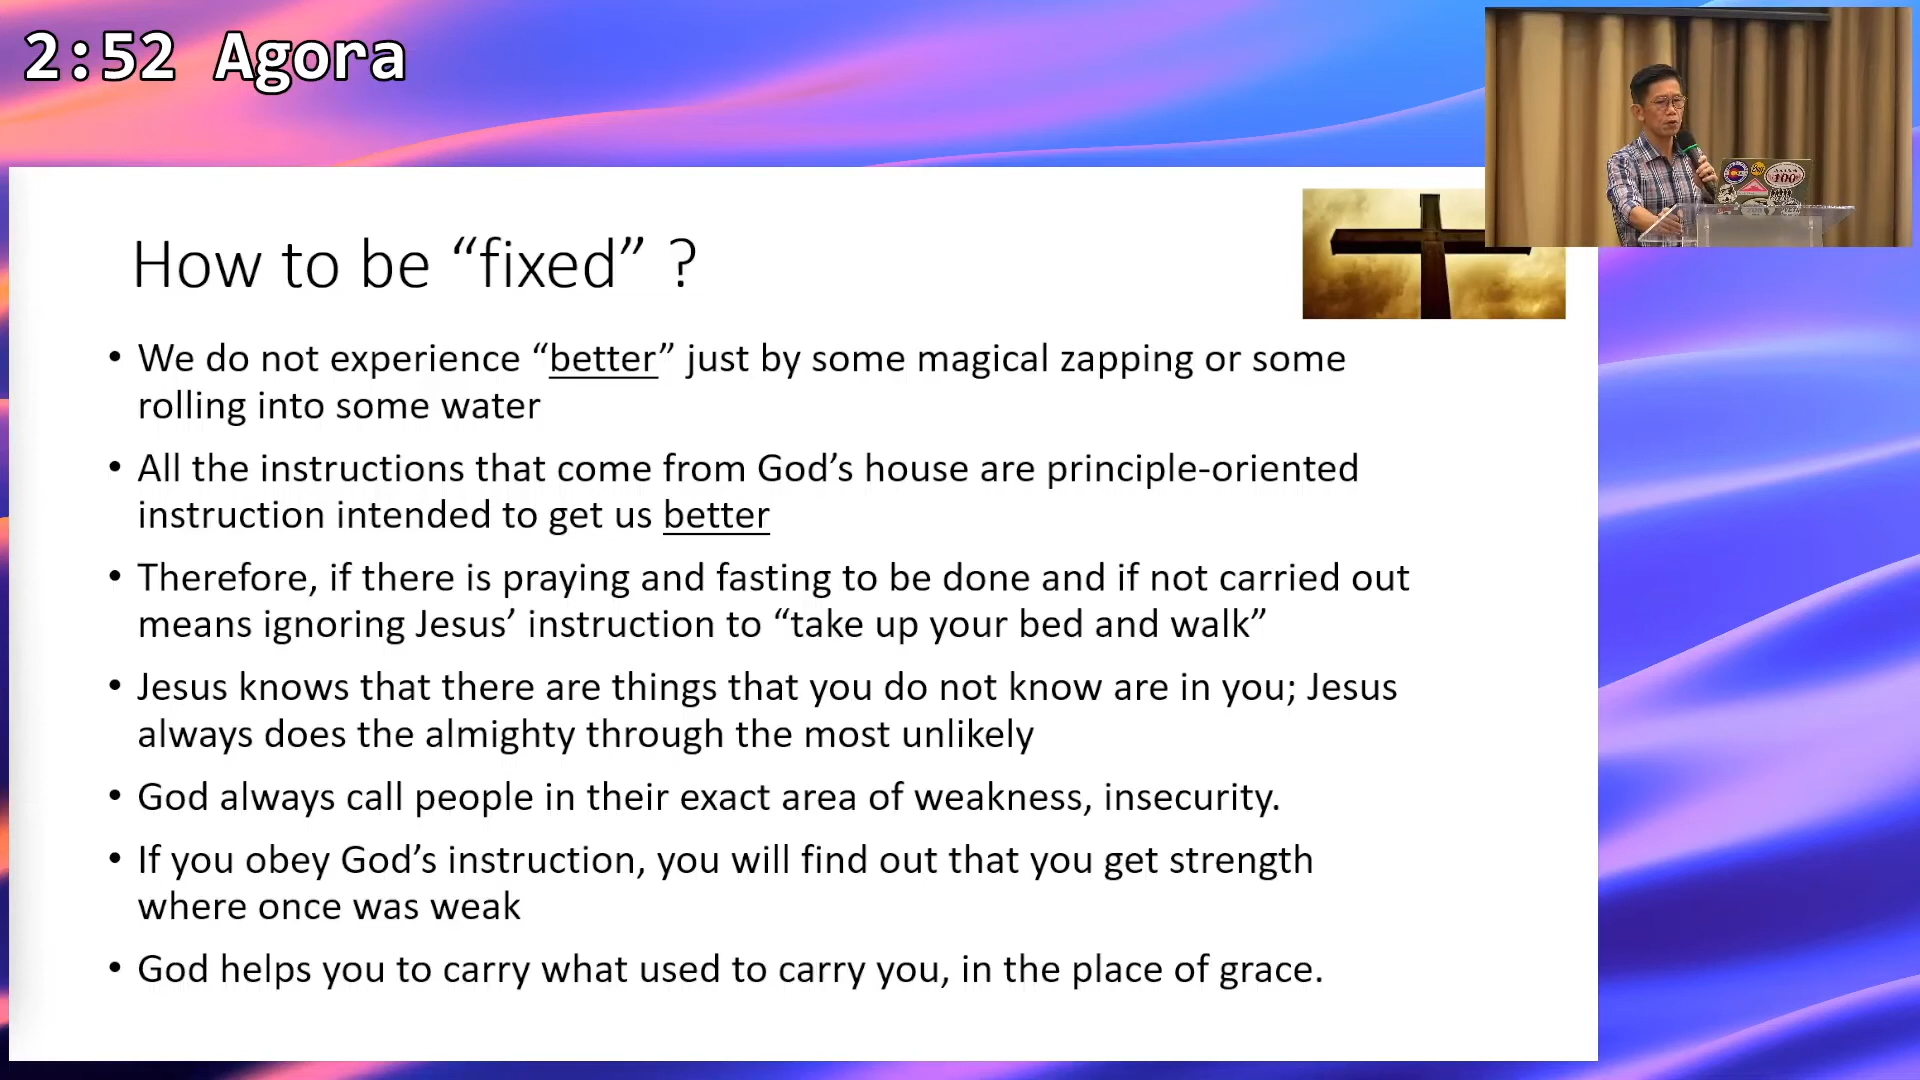 2:52 Agora
How to be “fixed” ?
• We do not experience “better” just by some magical zapping or some
rolling into some water
• All the instructions that come from God’s house are principle-oriented
instruction intended to get us better
• Therefore, if there is praying and fasting to be done and if not carried out
means ignoring Jesus’ instruction to “take up your bed and walk”
• Jesus knows that there are things that you do not know are in you; Jesus
always does the almighty through the most unlikely
• God always call people in their exact area of weakness, insecurity.
• If you obey God’s instruction, you will find out that you get strength
where once was weak
• God helps you to carry what used to carry you, in the place of grace.
100